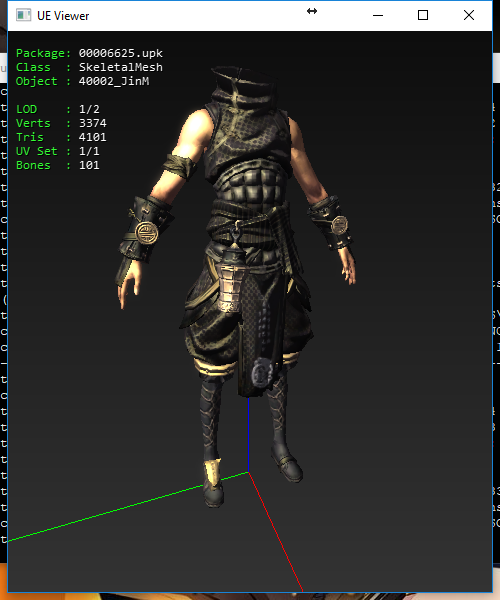 UE Viewer
Package: 00006625.upk
Class : SkeletalMesh
Object : 40002_JinM
LOD : 1/2
Verts : 3374
Tris : 4101
UV Set : 1/1
Bones : 101